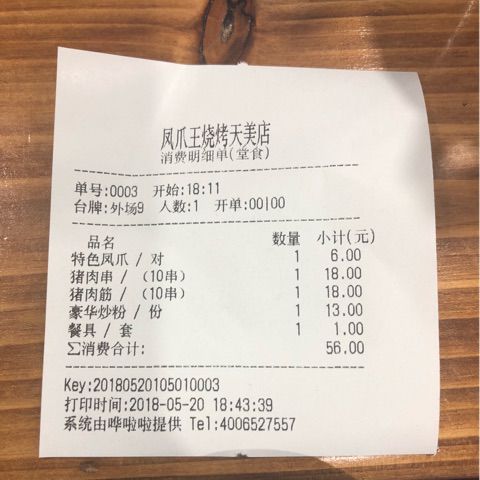 凤爪王烧烤天美店
消费明细单(堂食)
单号:0003 开始:18:11
台牌:外场9 人数:1 开单:00|00
品名 数量 小计(元)
特色凤爪 / 对 1 6.00
猪肉串 / (10串) 1 18.00
猪肉筋 / (10串) 1 18.00
豪华炒粉 / 份 1 13.00
餐具 / 套 1 1.00
∑消费合计: 56.00
Key:20180520105010003
打印时间:2018-05-20 18:43:39
系统由哗啦啦提供 Tel:4006527557